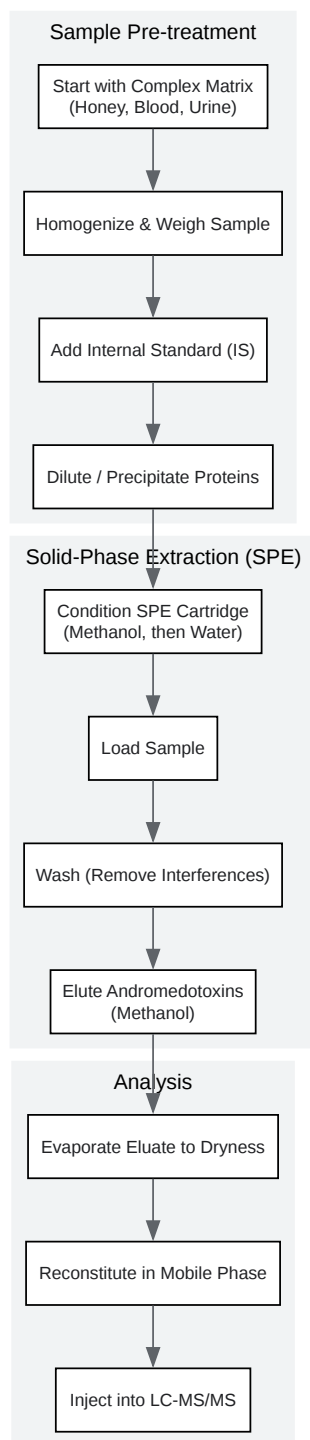 Sample Pre-treatment
Start with Complex Matrix
(Honey, Blood, Urine)
Homogenize & Weigh Sample
Add Internal Standard (IS)
Dilute / Precipitate Proteins
Solid-Phase Extraction (SPE)
Condition SPE Cartridge
(Methanol, then Water)
Load Sample
Wash (Remove Interferences)
Elute Andromedotoxins
(Methanol)
Analysis
Evaporate Eluate to Dryness
Reconstitute in Mobile Phase
Inject into LC-MS/MS